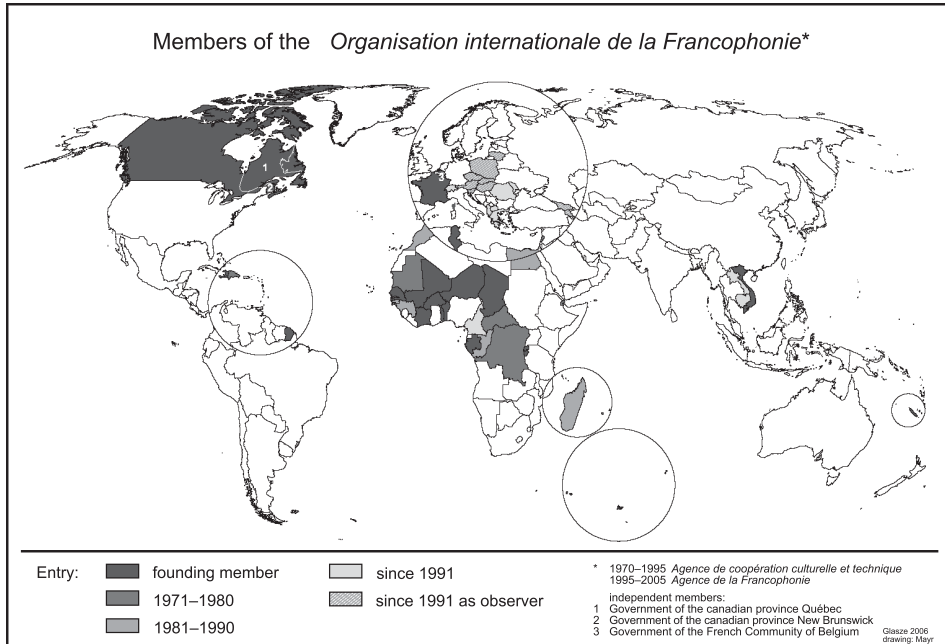 Members of the Organisation internationale de la Francophonie*
1
3
Entry:
founding member
1971–1980
1981–1990
since 1991
since 1991 as observer
* 1970–1995 Agence de coopération culturelle et technique
1995–2005 Agence de la Francophonie
independent members:
1 Government of the canadian province Québec
2 Government of the canadian province New Brunswick
3 Government of the French Community of Belgium
Glasze 2006
drawing: Mayr